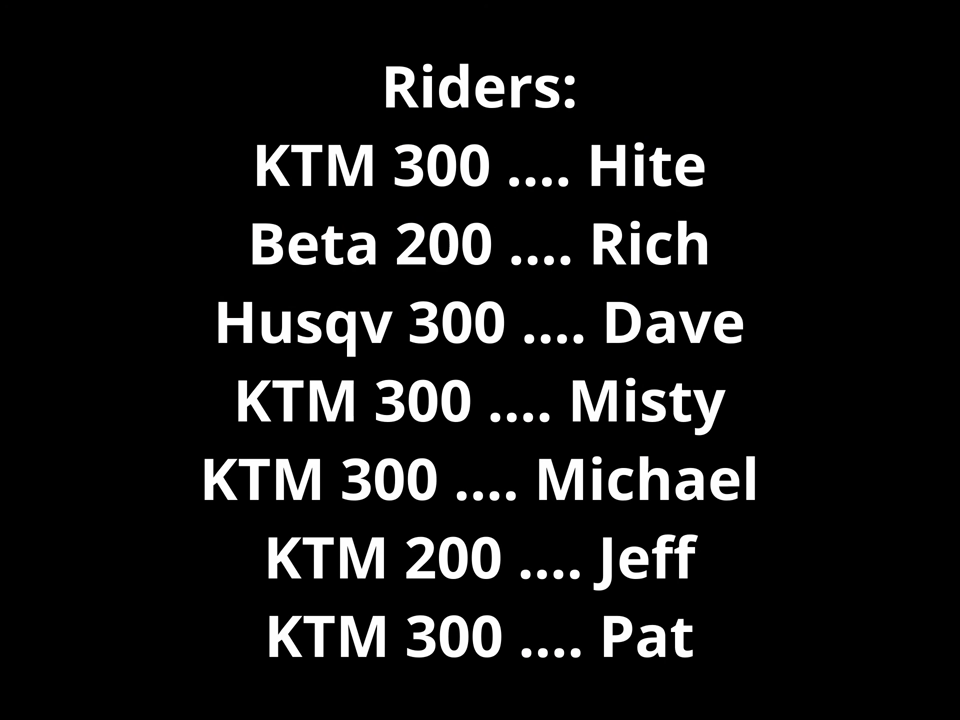 Riders:
KTM 300 .... Hite
Beta 200 .... Rich
Husqv 300 .... Dave
KTM 300 .... Misty
KTM 300 .... Michael
KTM 200 .... Jeff
KTM 300 .... Pat